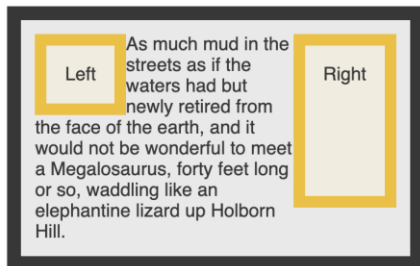 Left
As much mud in the
streets as if the
waters had but
newly retired from
the face of the earth, and it
would not be wonderful to meet
a Megalosaurus, forty feet long
or so, waddling like an
elephantine lizard up Holborn
Hill.
Right